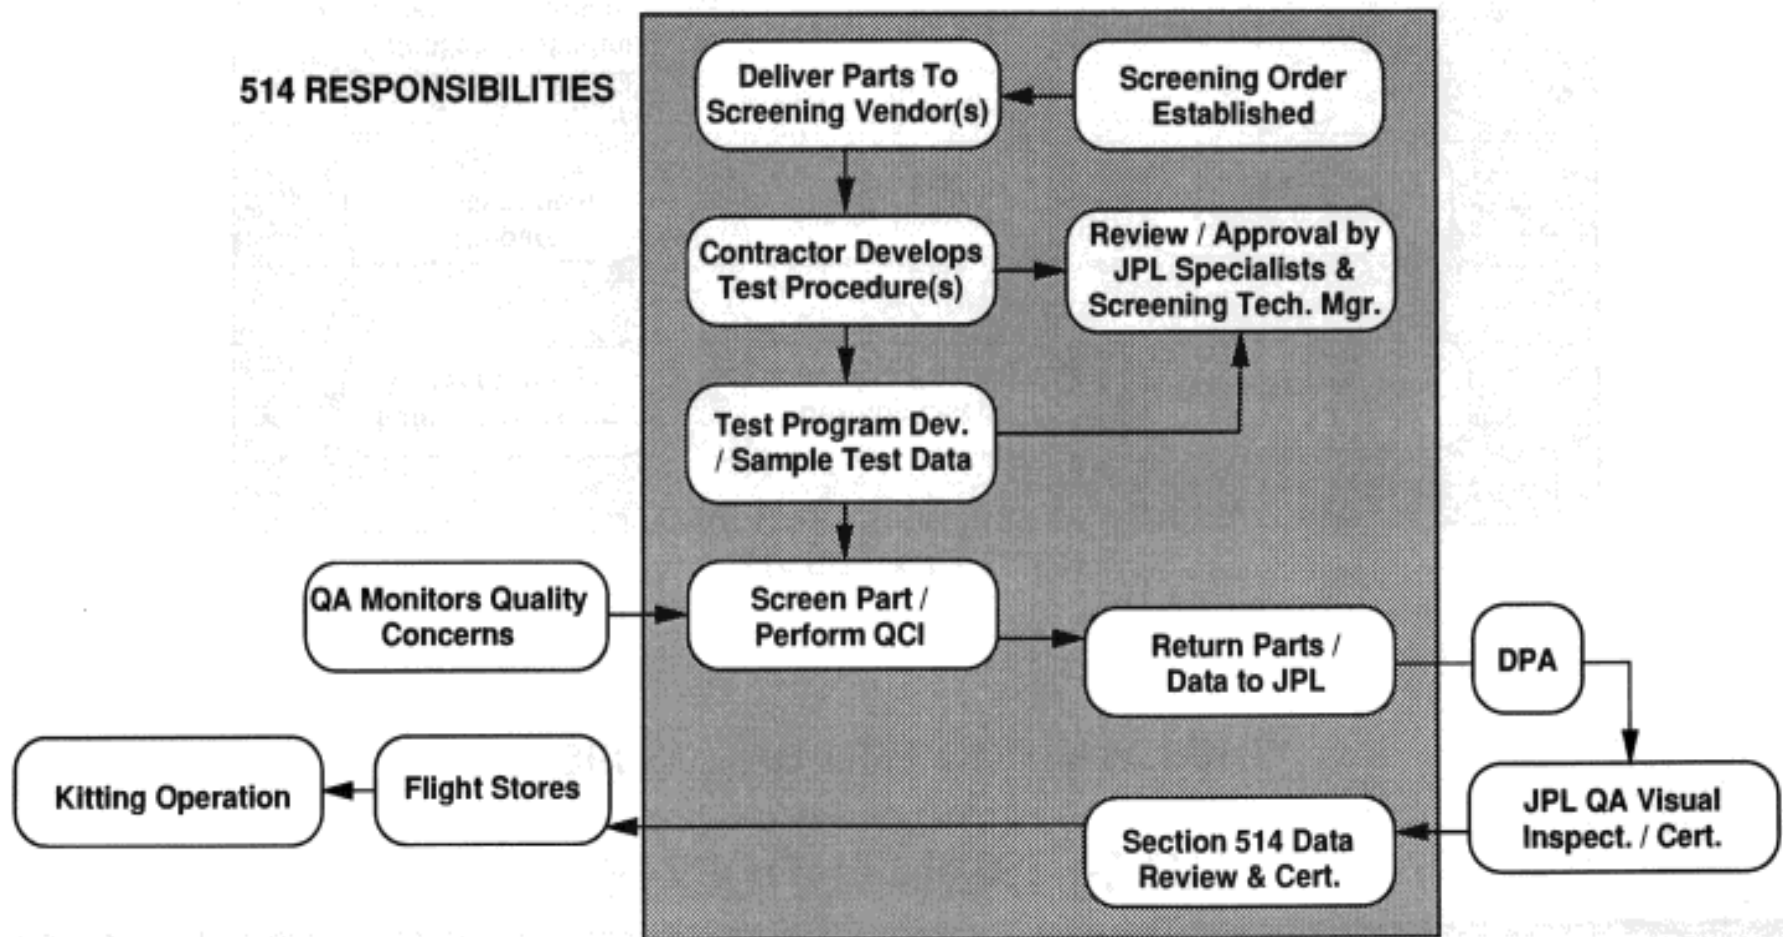 514 RESPONSIBILITIES
Deliver Parts To
Screening Vendor(s)
Screening Order
Established
Contractor Develops
Test Procedure(s)
Review / Approval by
JPL Specialists &
Screening Tech. Mgr.
Test Program Dev.
/ Sample Test Data
QA Monitors Quality
Concerns
Screen Part /
Perform QCI
Return Parts /
Data to JPL
DPA
Kitting Operation
Flight Stores
Section 514 Data
Review & Cert.
JPL QA Visual
Inspect. / Cert.